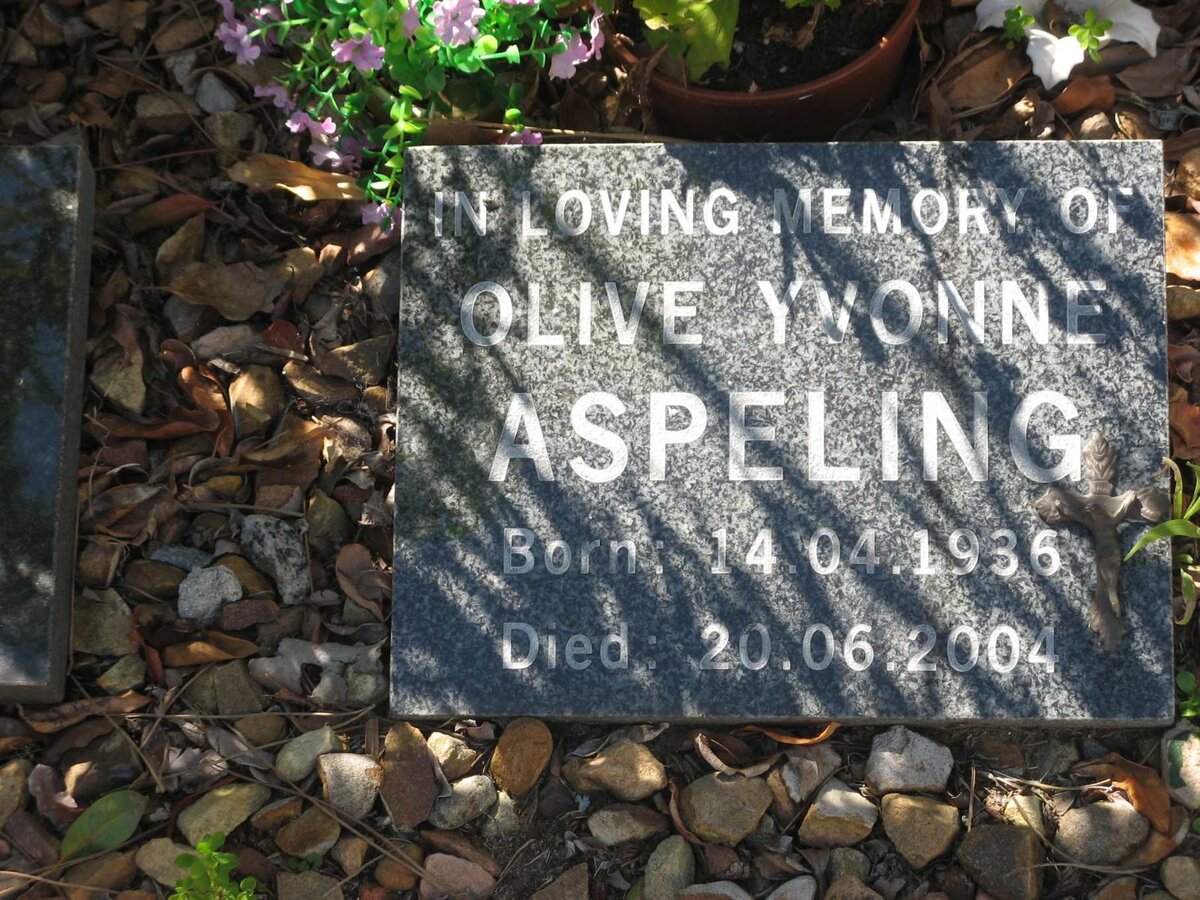 IN LOVING MEMORY OF
OLIVE YVONNE
ASPELING
Born: 14.04.1936
Died: 20.06.2004